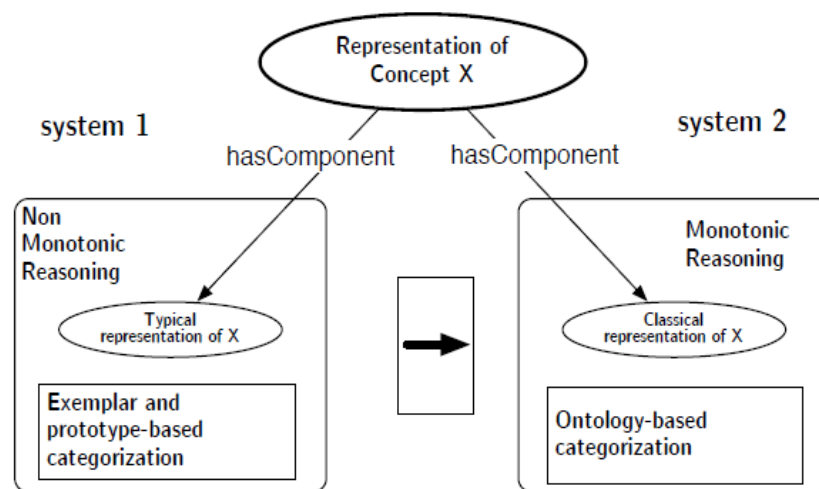 Representation of
Concept X
system 1
system 2
hasComponent
hasComponent
Non
Monotonic
Reasoning
Monotonic
Reasoning
Typical
representation of X
Classical
representation of X
Exemplar and
prototype-based
categorization
Ontology-based
categorization